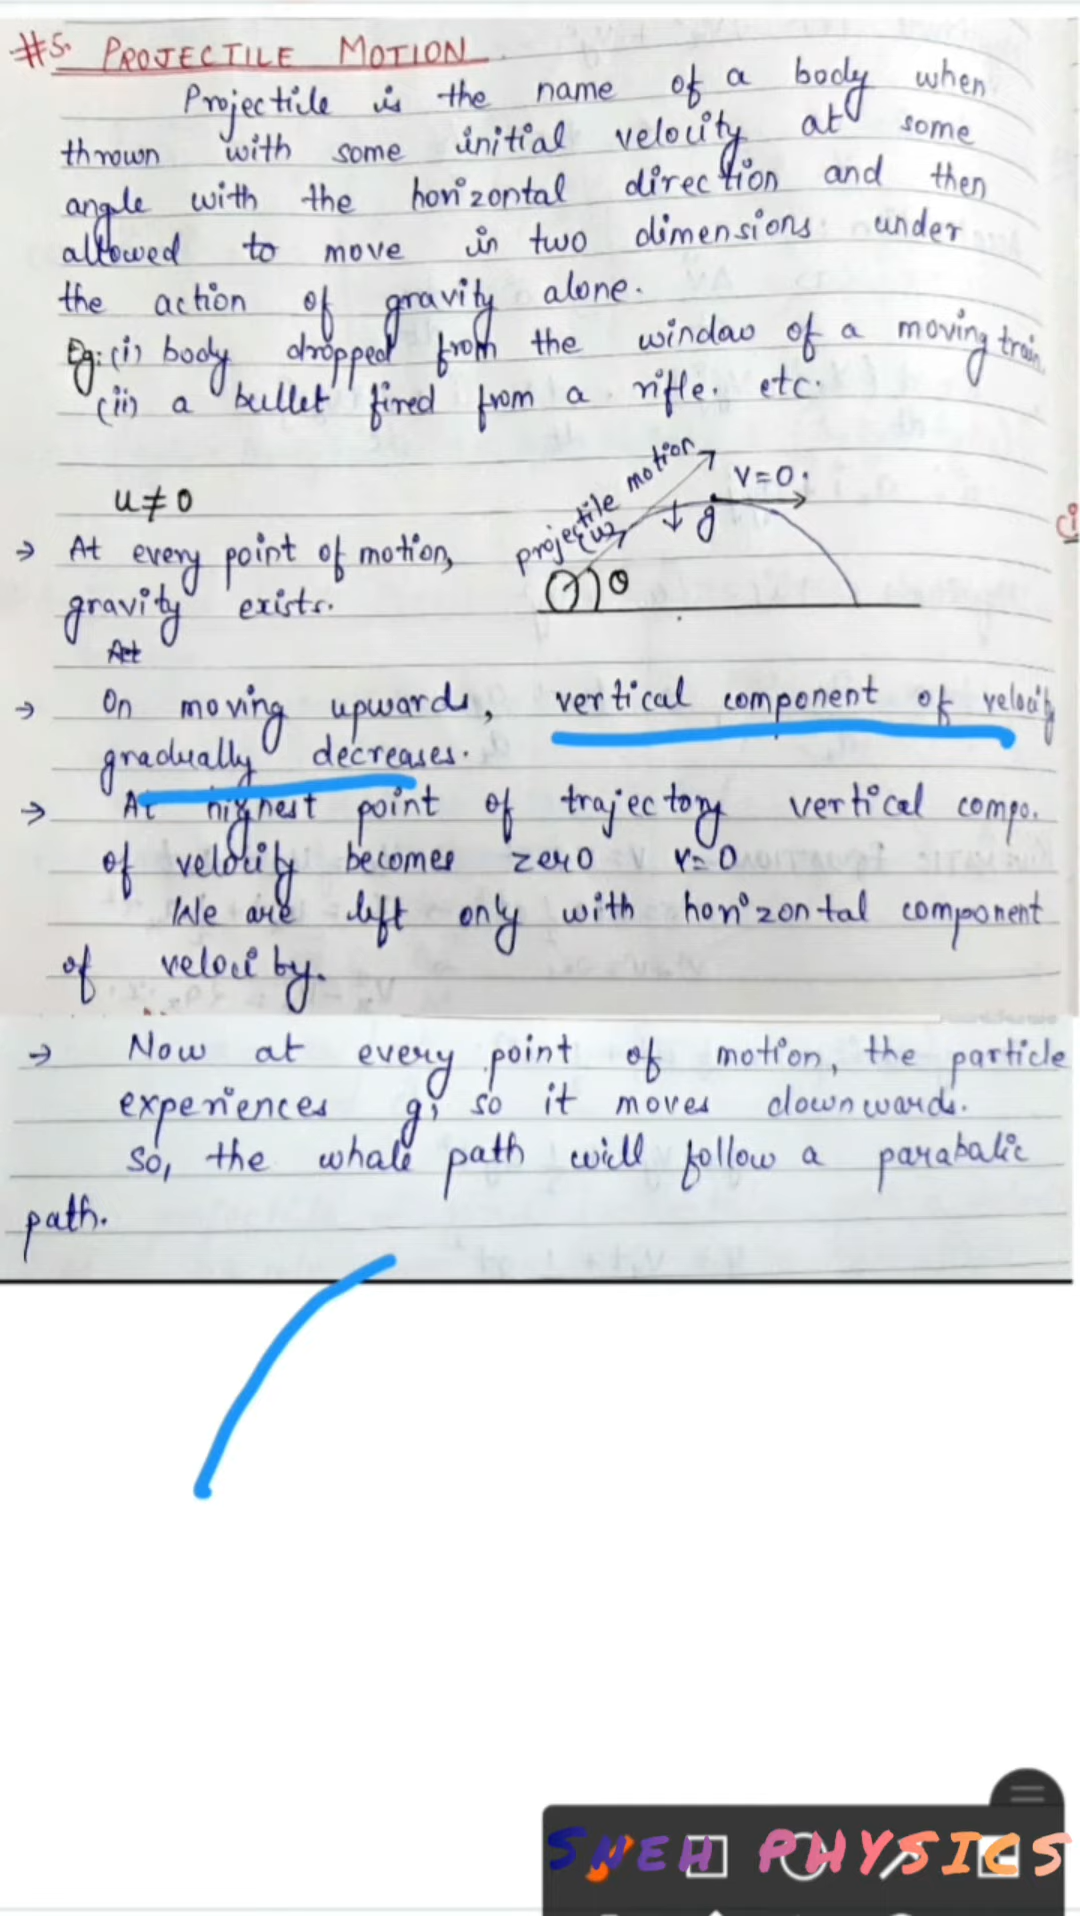 #5. PROJECTILE MOTION
Projectile is the name of a body when
thrown with some initial velocity at some
angle with the horizontal direction and then
allowed to move in two dimensions under
the action of gravity alone.
Eg: (i) body dropped from the window of a moving train
(ii) a bullet fired from a rifle. etc.
u ≠ 0
projectile motion
(u)
v=0.
g
θ
→ At every point of motion,
gravity exists.
→ On moving upwards, vertical component of velocity
gradually decreases.
→ At highest point of trajectory vertical compo.
of velocity becomes zero v=0
We are left only with horizontal component
of velocity.
→ Now at every point of motion, the particle
experiences g, so it moves downwards.
So, the whole path will follow a parabolic
path.
(i
SNEH PHYSICS